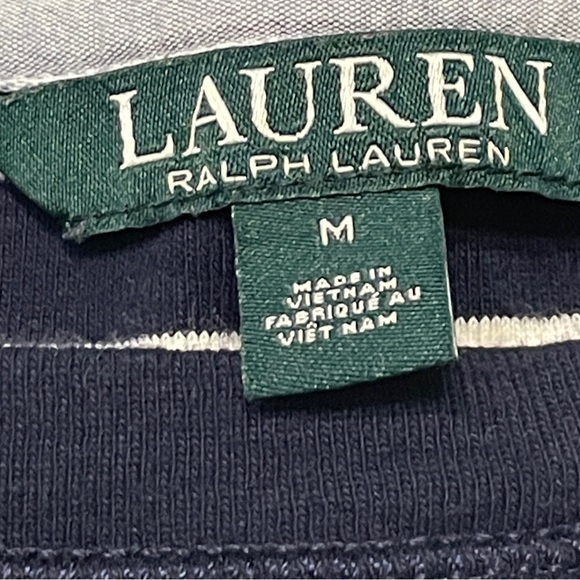 LAUREN
RALPH LAUREN
M
MADE IN
VIETNAM
FABRIQUÉ AU
VIÊT NAM